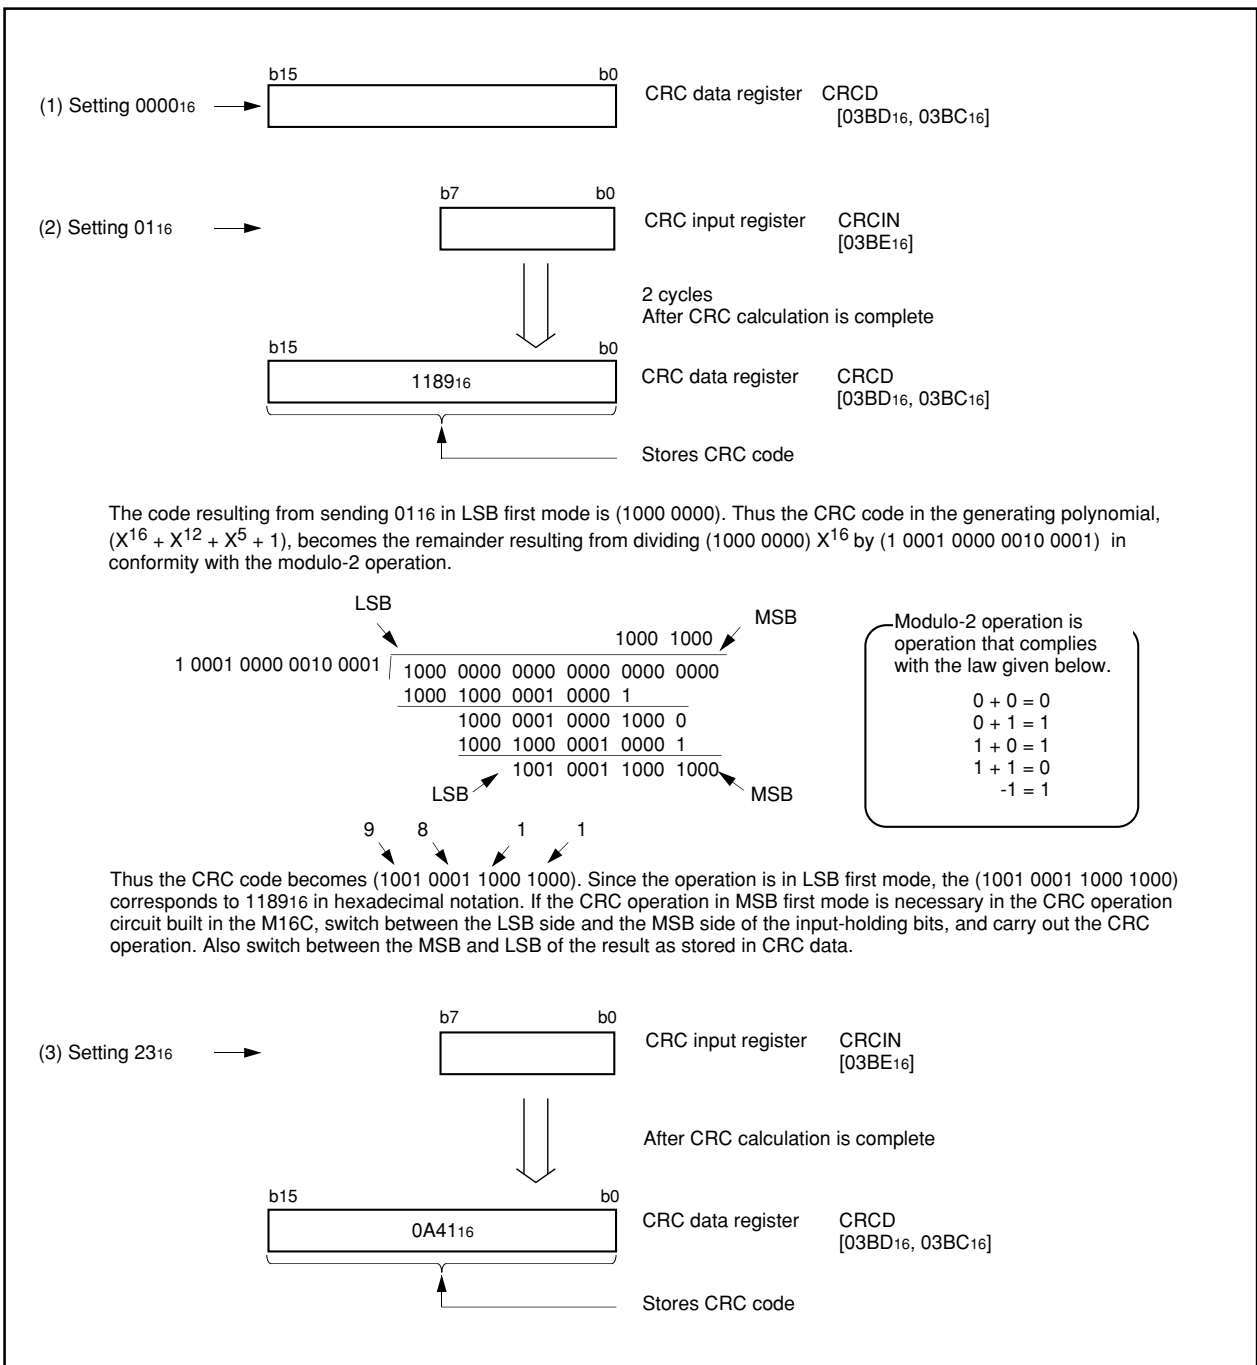 b15 b0
(1) Setting 0000₁₆ CRC data register CRCD
[03BD₁₆, 03BC₁₆]
b7 b0
(2) Setting 01₁₆ CRC input register CRCIN
[03BE₁₆]
2 cycles
After CRC calculation is complete
b15 b0
1189₁₆ CRC data register CRCD
[03BD₁₆, 03BC₁₆]
Stores CRC code
The code resulting from sending 01₁₆ in LSB first mode is (1000 0000). Thus the CRC code in the generating polynomial,
(X¹⁶ + X¹² + X⁵ + 1), becomes the remainder resulting from dividing (1000 0000) X¹⁶ by (1 0001 0000 0010 0001) in
conformity with the modulo-2 operation.
LSB
MSB
1000 1000
1 0001 0000 0010 0001 1000 0000 0000 0000 0000 0000
1000 1000 0001 0000 1
1000 0001 0000 1000 0
1000 1000 0001 0000 1
1001 0001 1000 1000
LSB MSB
Modulo-2 operation is
operation that complies
with the law given below.
0 + 0 = 0
0 + 1 = 1
1 + 0 = 1
1 + 1 = 0
-1 = 1
9 8 1 1
Thus the CRC code becomes (1001 0001 1000 1000). Since the operation is in LSB first mode, the (1001 0001 1000 1000)
corresponds to 1189₁₆ in hexadecimal notation. If the CRC operation in MSB first mode is necessary in the CRC operation
circuit built in the M16C, switch between the LSB side and the MSB side of the input-holding bits, and carry out the CRC
operation. Also switch between the MSB and LSB of the result as stored in CRC data.
b7 b0
(3) Setting 23₁₆ CRC input register CRCIN
[03BE₁₆]
After CRC calculation is complete
b15 b0
0A41₁₆ CRC data register CRCD
[03BD₁₆, 03BC₁₆]
Stores CRC code